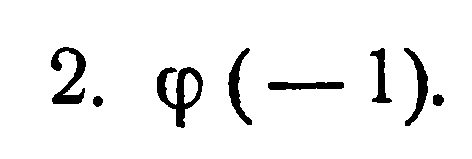 2. φ (— 1).